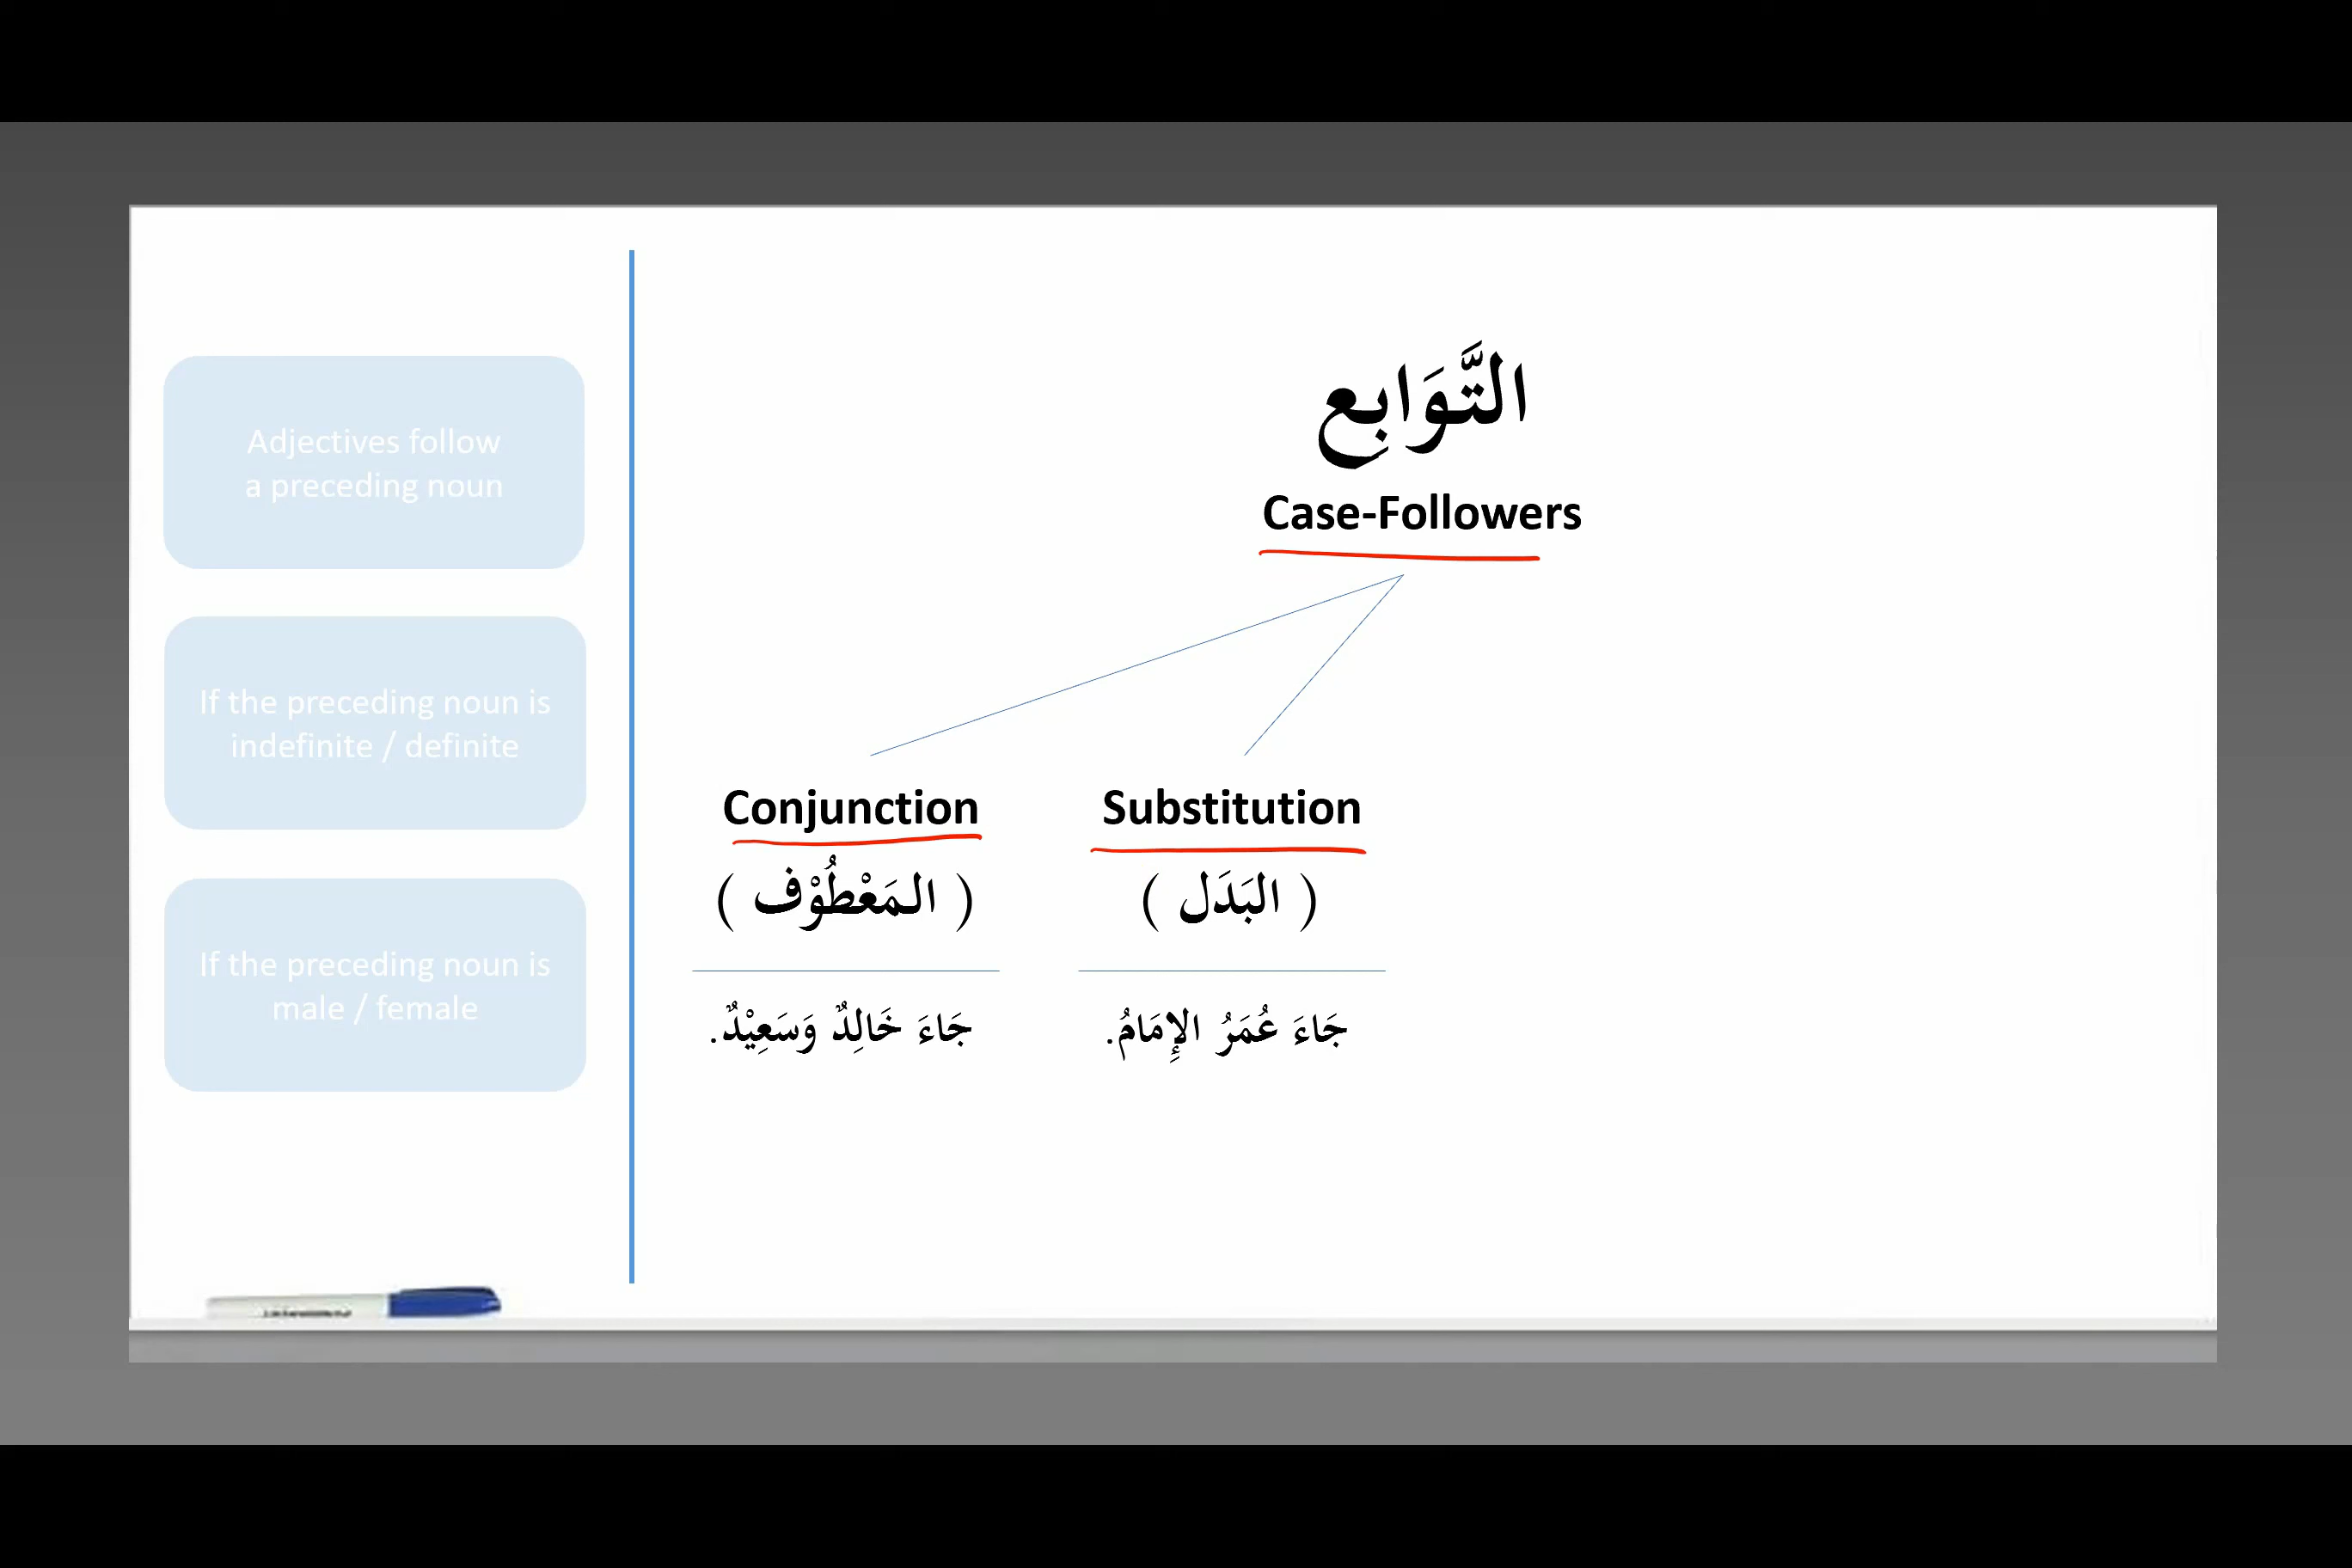 Adjectives follow
a preceding noun
If the preceding noun is
indefinite / definite
If the preceding noun is
male / female
التَّوَابِع
Case-Followers
Conjunction
( المَعْطُوْف )
جَاءَ خَالِدٌ وَسَعِيْدٌ.
Substitution
( البَدَل )
جَاءَ عُمَرُ الإِمَامُ.